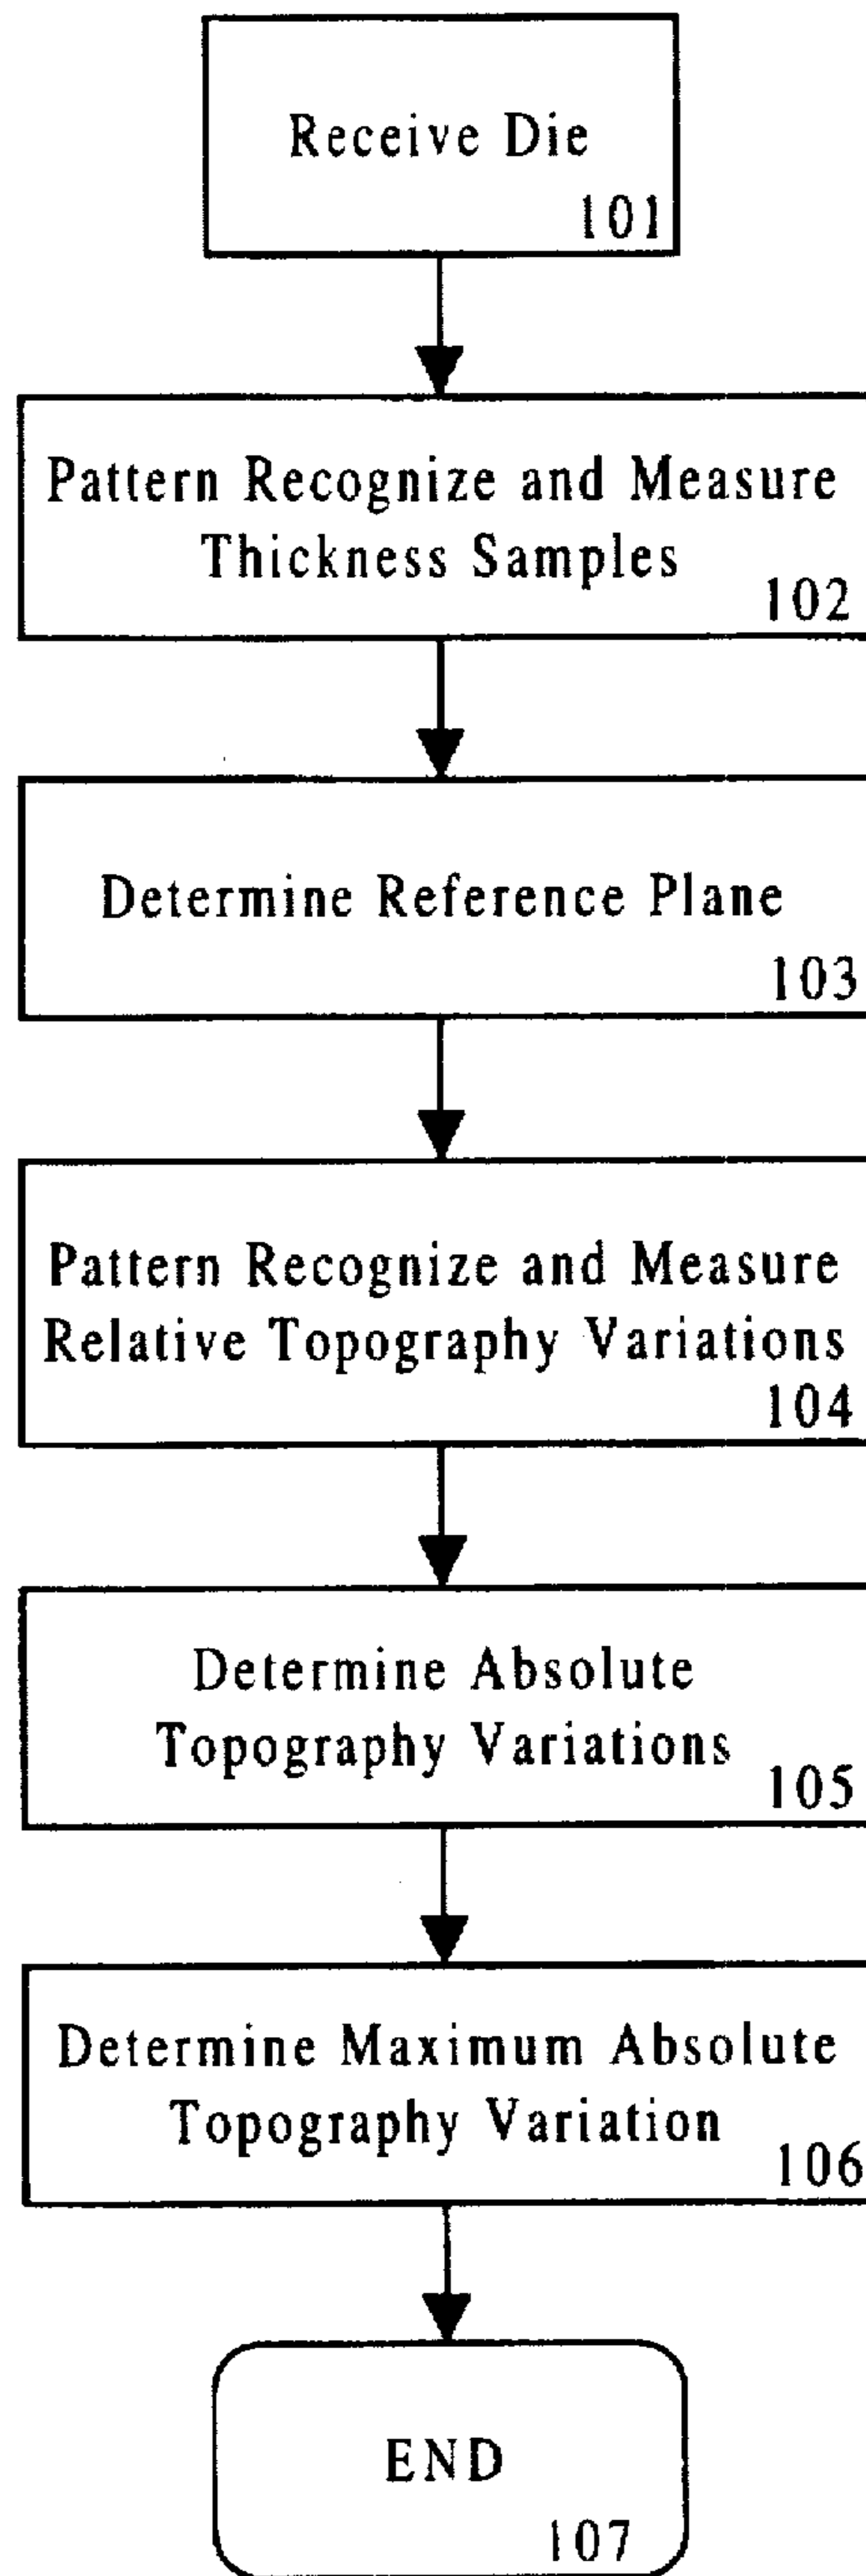 Receive Die
101
Pattern Recognize and Measure
Thickness Samples
102
Determine Reference Plane
103
Pattern Recognize and Measure
Relative Topography Variations
104
Determine Absolute
Topography Variations
105
Determine Maximum Absolute
Topography Variation
106
END
107